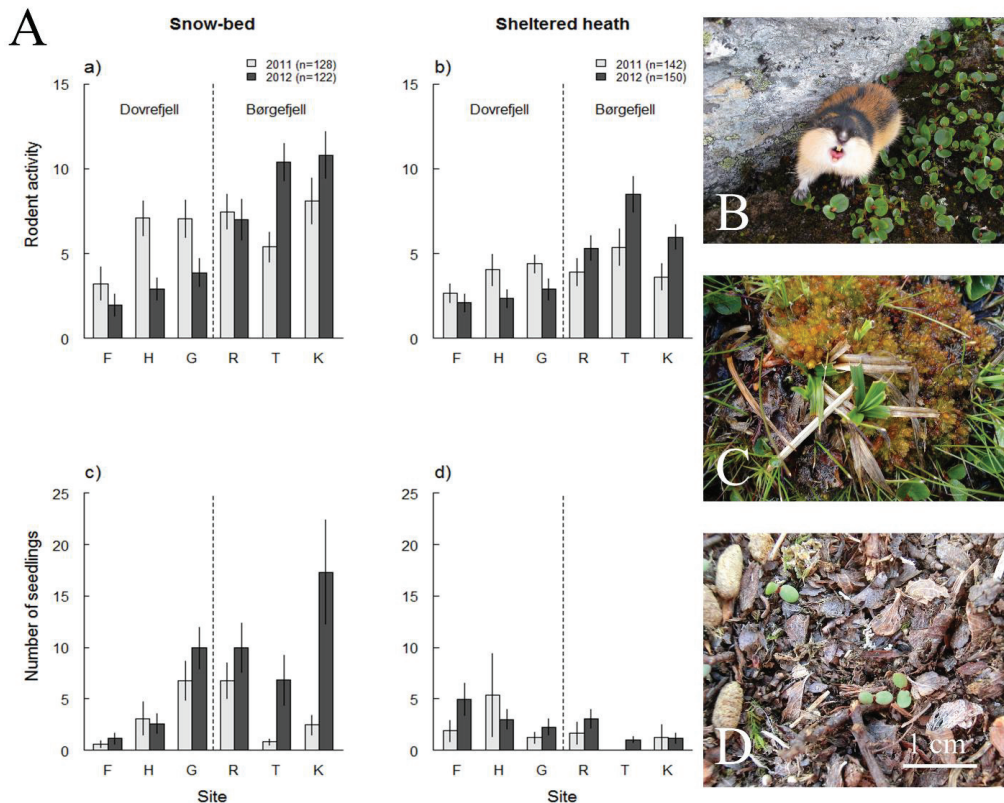 A
Snow-bed
Sheltered heath
a)
2011 (n=128)
2012 (n=122)
Dovrefjell
Børgefjell
Rodent activity
15
10
5
0
F H G R T K
b)
2011 (n=142)
2012 (n=150)
Dovrefjell
Børgefjell
15
10
5
0
F H G R T K
c)
Number of seedlings
25
20
15
10
5
0
F H G R T K
Site
d)
25
20
15
10
5
0
F H G R T K
Site
B
C
D
1 cm